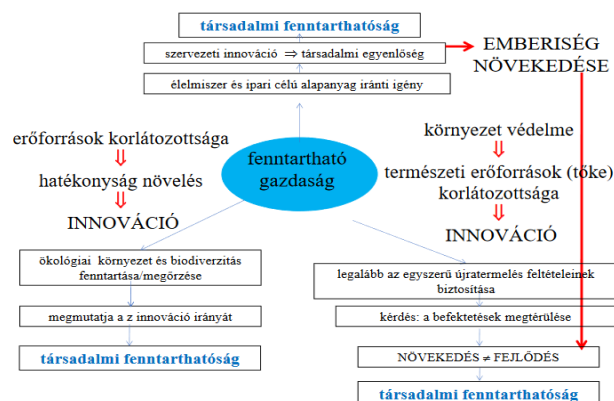 társadalmi fenntarthatóság
szervezeti innováció ⇒ társadalmi egyenlőség
élelmiszer és ipari célú alapanyag iránti igény
EMBERISÉG
NÖVEKEDÉSE
erőforrások korlátozottsága
⇓
hatékonyság növelés
⇓
INNOVÁCIÓ
fenntartható
gazdaság
környezet védelme
⇓
természeti erőforrások (tőke)
korlátozottsága
⇓
INNOVÁCIÓ
ökológiai környezet és biodiverzitás
fenntartása/megőrzése
megmutatja a z innováció irányát
társadalmi fenntarthatóság
legalább az egyszerű újratermelés feltételeinek
biztosítása
kérdés: a befektetések megtérülése
NÖVEKEDÉS ≠ FEJLŐDÉS
társadalmi fenntarthatóság